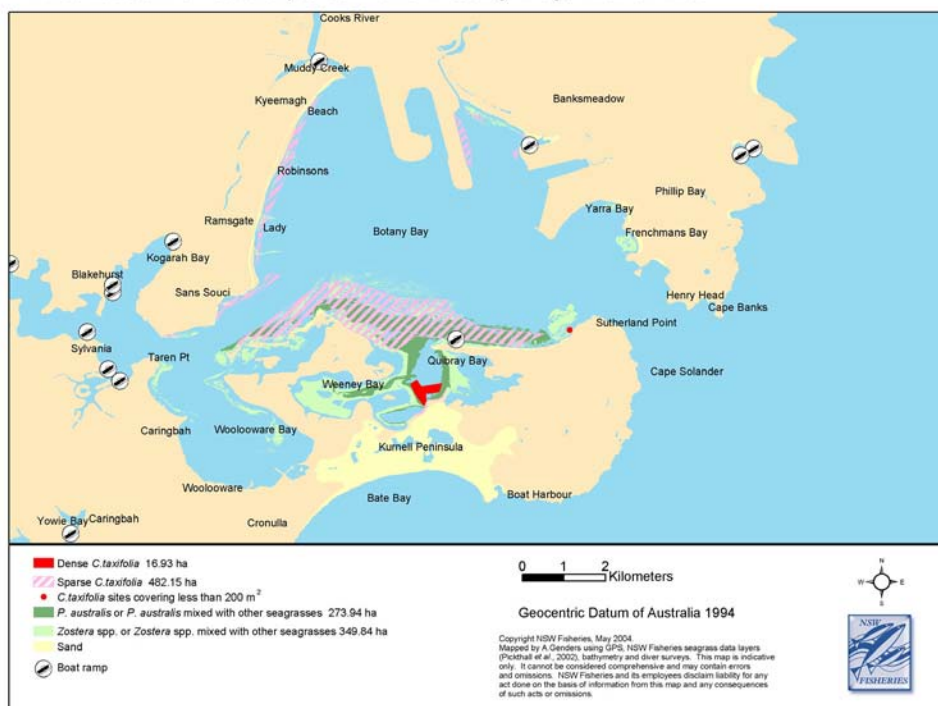 Cooks River
Muddy Creek
Kyeemagh
Beach
Banksmeadow
Robinsons
Phillip Bay
Yarra Bay
Ramsgate
Lady
Botany Bay
Frenchmans Bay
Kogarah Bay
Blakehurst
Sans Souci
Henry Head
Cape Banks
Sutherland Point
Sylvania
Taren Pt
Quibray Bay
Cape Solander
Weeney Bay
Caringbah
Woolooware Bay
Kurnell Peninsula
Woolooware
Bate Bay
Boat Harbour
Yowie Bay
Caringbah
Cronulla
Dense C.taxifolia 16.93 ha
Sparse C.taxifolia 482.15 ha
C.taxifolia sites covering less than 200 m²
P. australis or P. australis mixed with other seagrasses 273.94 ha
Zostera spp. or Zostera spp. mixed with other seagrasses 349.84 ha
Sand
Boat ramp
0 1 2
Kilometers
Geocentric Datum of Australia 1994
Copyright NSW Fisheries, May 2004.
Mapped by A.Genders using GPS, NSW Fisheries seagrass data layers
(Pickthall et al., 2002), bathymetry and diver surveys. This map is indicative
only. It cannot be considered comprehensive and may contain errors
and omissions. NSW Fisheries and its employees disclaim liability for any
act done on the basis of information from this map and any consequences
of such acts or omissions.
N
W E
S
NSW
FISHERIES